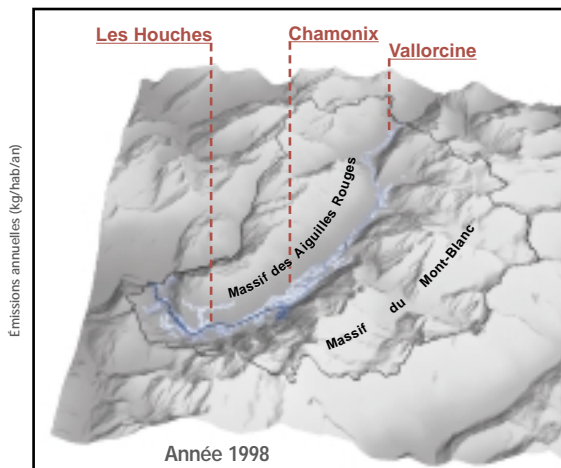 Les Houches
Chamonix
Vallorcine
Émissions annuelles (kg/hab/an)
Massif des Aiguilles Rouges
Massif du Mont-Blanc
Année 1998